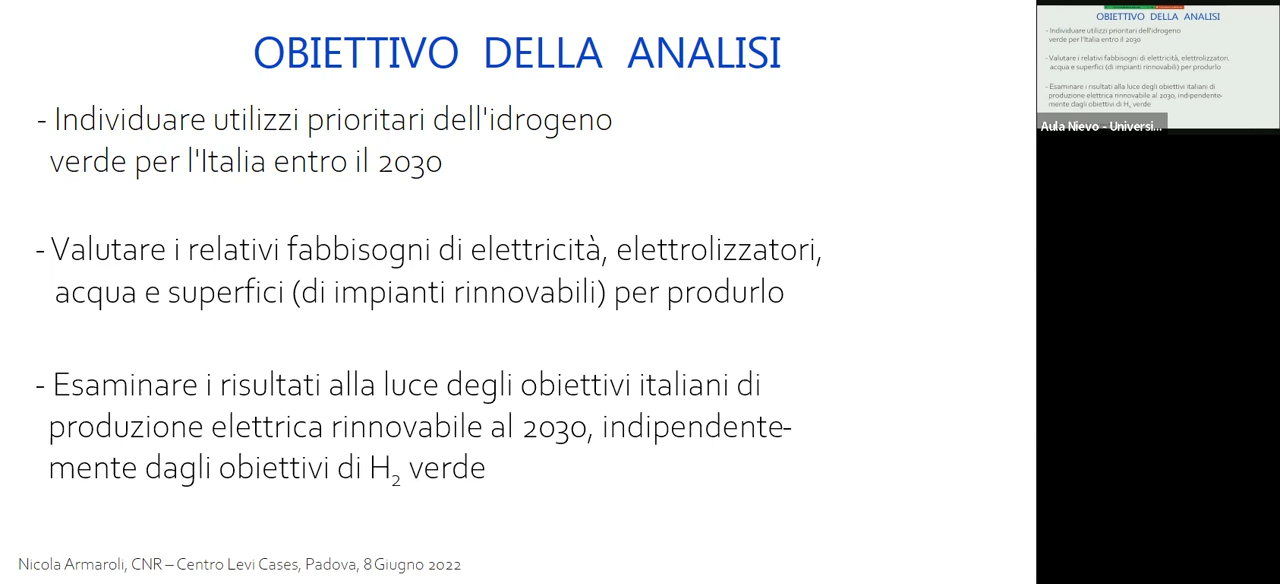 OBIETTIVO DELLA ANALISI
- Individuare utilizzi prioritari dell'idrogeno
verde per l'Italia entro il 2030
- Valutare i relativi fabbisogni di elettricità, elettrolizzatori,
acqua e superfici (di impianti rinnovabili) per produrlo
- Esaminare i risultati alla luce degli obiettivi italiani di
produzione elettrica rinnovabile al 2030, indipendente-
mente dagli obiettivi di H₂ verde
Nicola Armaroli, CNR – Centro Levi Cases, Padova, 8 Giugno 2022
OBIETTIVO DELLA ANALISI
- Individuare utilizzi prioritari dell'idrogeno
verde per l'Italia entro il 2030
- Valutare i relativi fabbisogni di elettricità, elettrolizzatori,
acqua e superfici (di impianti rinnovabili) per produrlo
- Esaminare i risultati alla luce degli obiettivi italiani di
produzione elettrica rinnovabile al 2030, indipendente-
mente dagli obiettivi di H₂ verde
Aula Nievo - Universi...